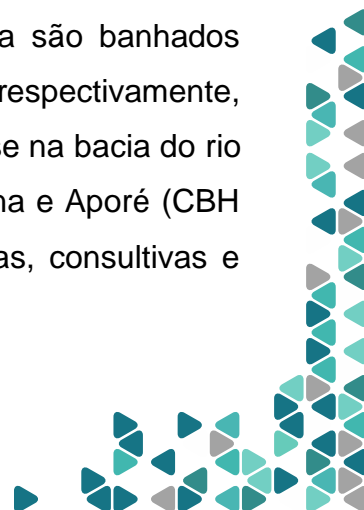 a são banhados
respectivamente,
se na bacia do rio
na e Aporé (CBH
as, consultivas e